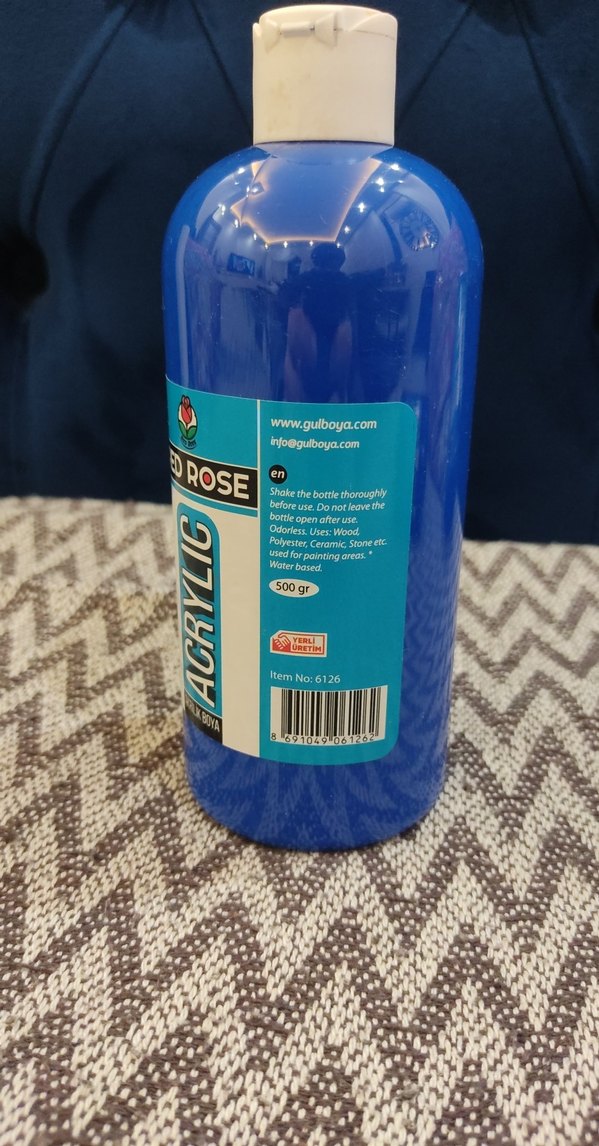 ED ROSE
ACRYLIC
BOYA
www.gulboya.com
info@gulboya.com
en
Shake the bottle thoroughly
before use. Do not leave the
bottle open after use.
Odorless. Uses: Wood,
Polyester, Ceramic, Stone etc.
used for painting areas. *
Water based.
500 gr
YERLİ
ÜRETİM
Item No: 6126
8 691049 061262